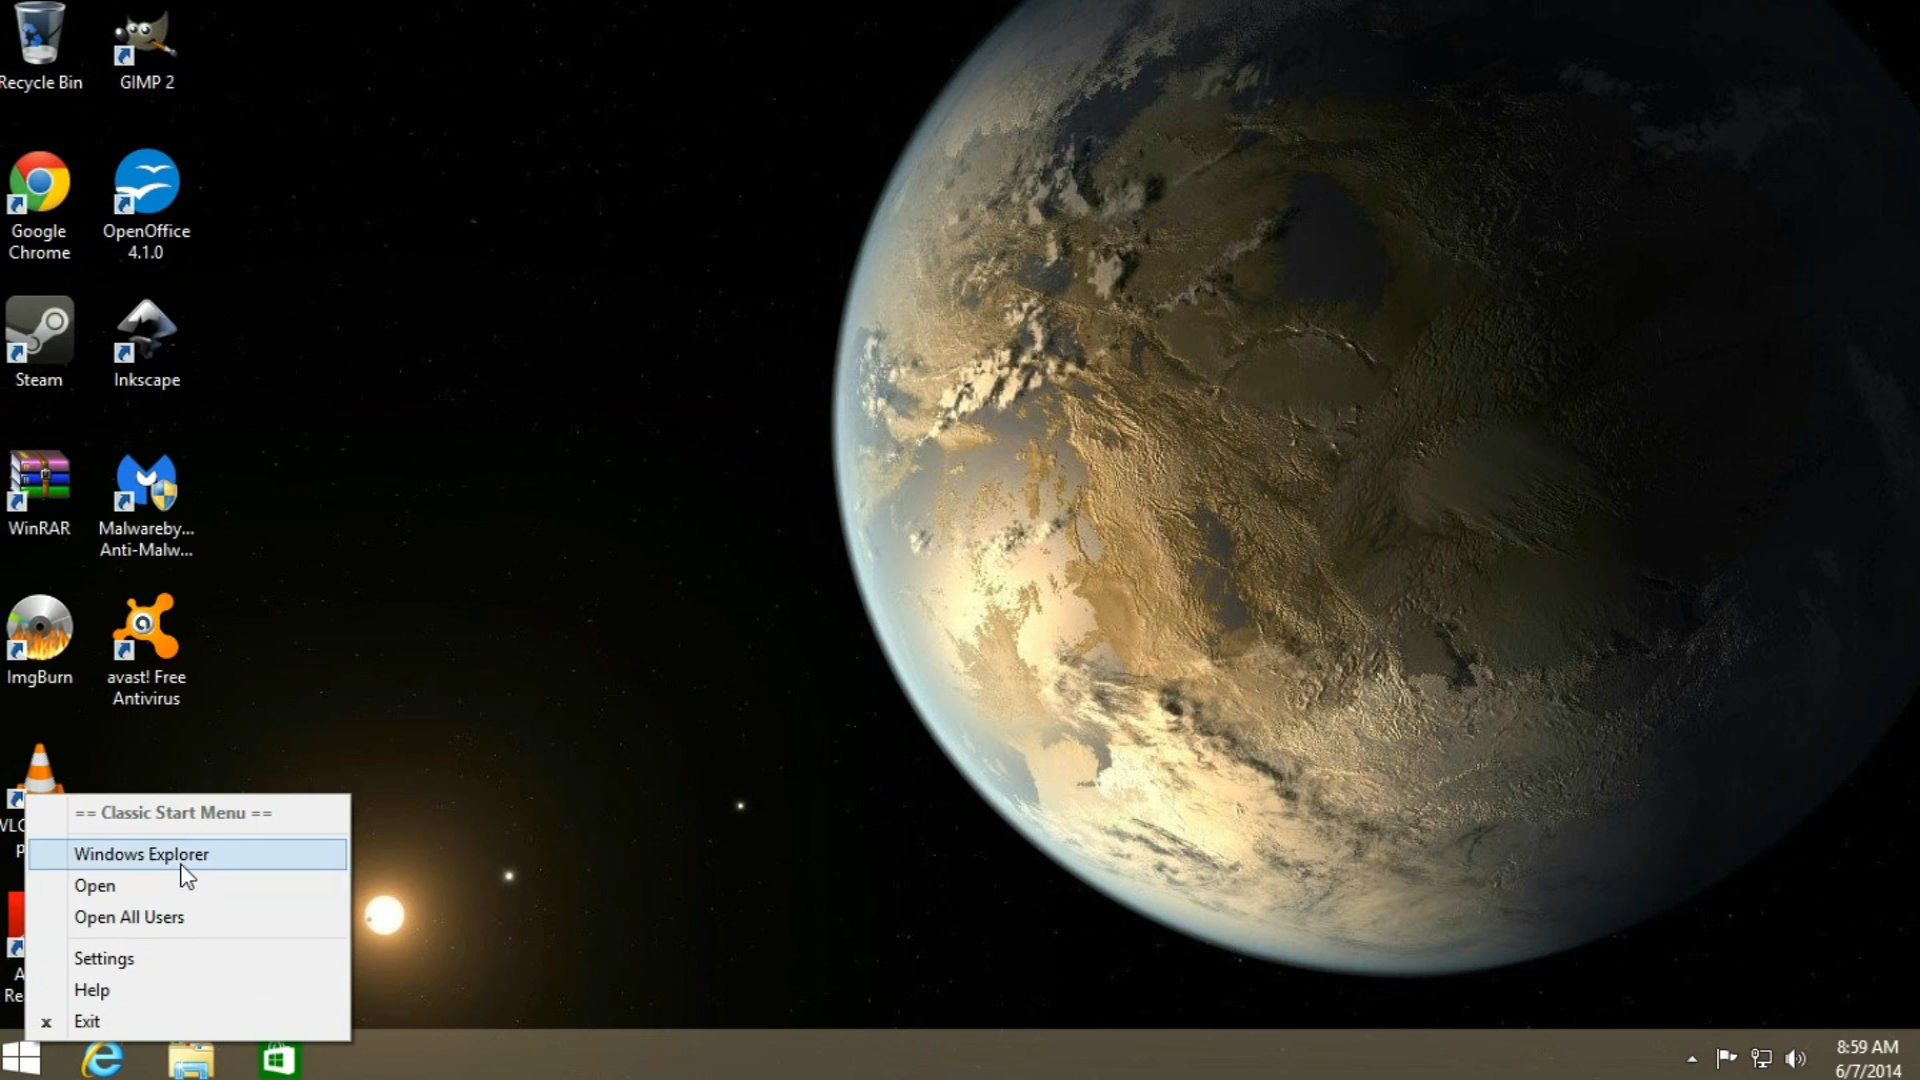 Recycle Bin
GIMP 2
Google
Chrome
OpenOffice
4.1.0
Steam
Inkscape
WinRAR
Malwareby...
Anti-Malw...
ImgBurn
avast! Free
Antivirus
VLC
p
A
Re
== Classic Start Menu ==
Windows Explorer
Open
Open All Users
Settings
Help
x Exit
8:59 AM
6/7/2014